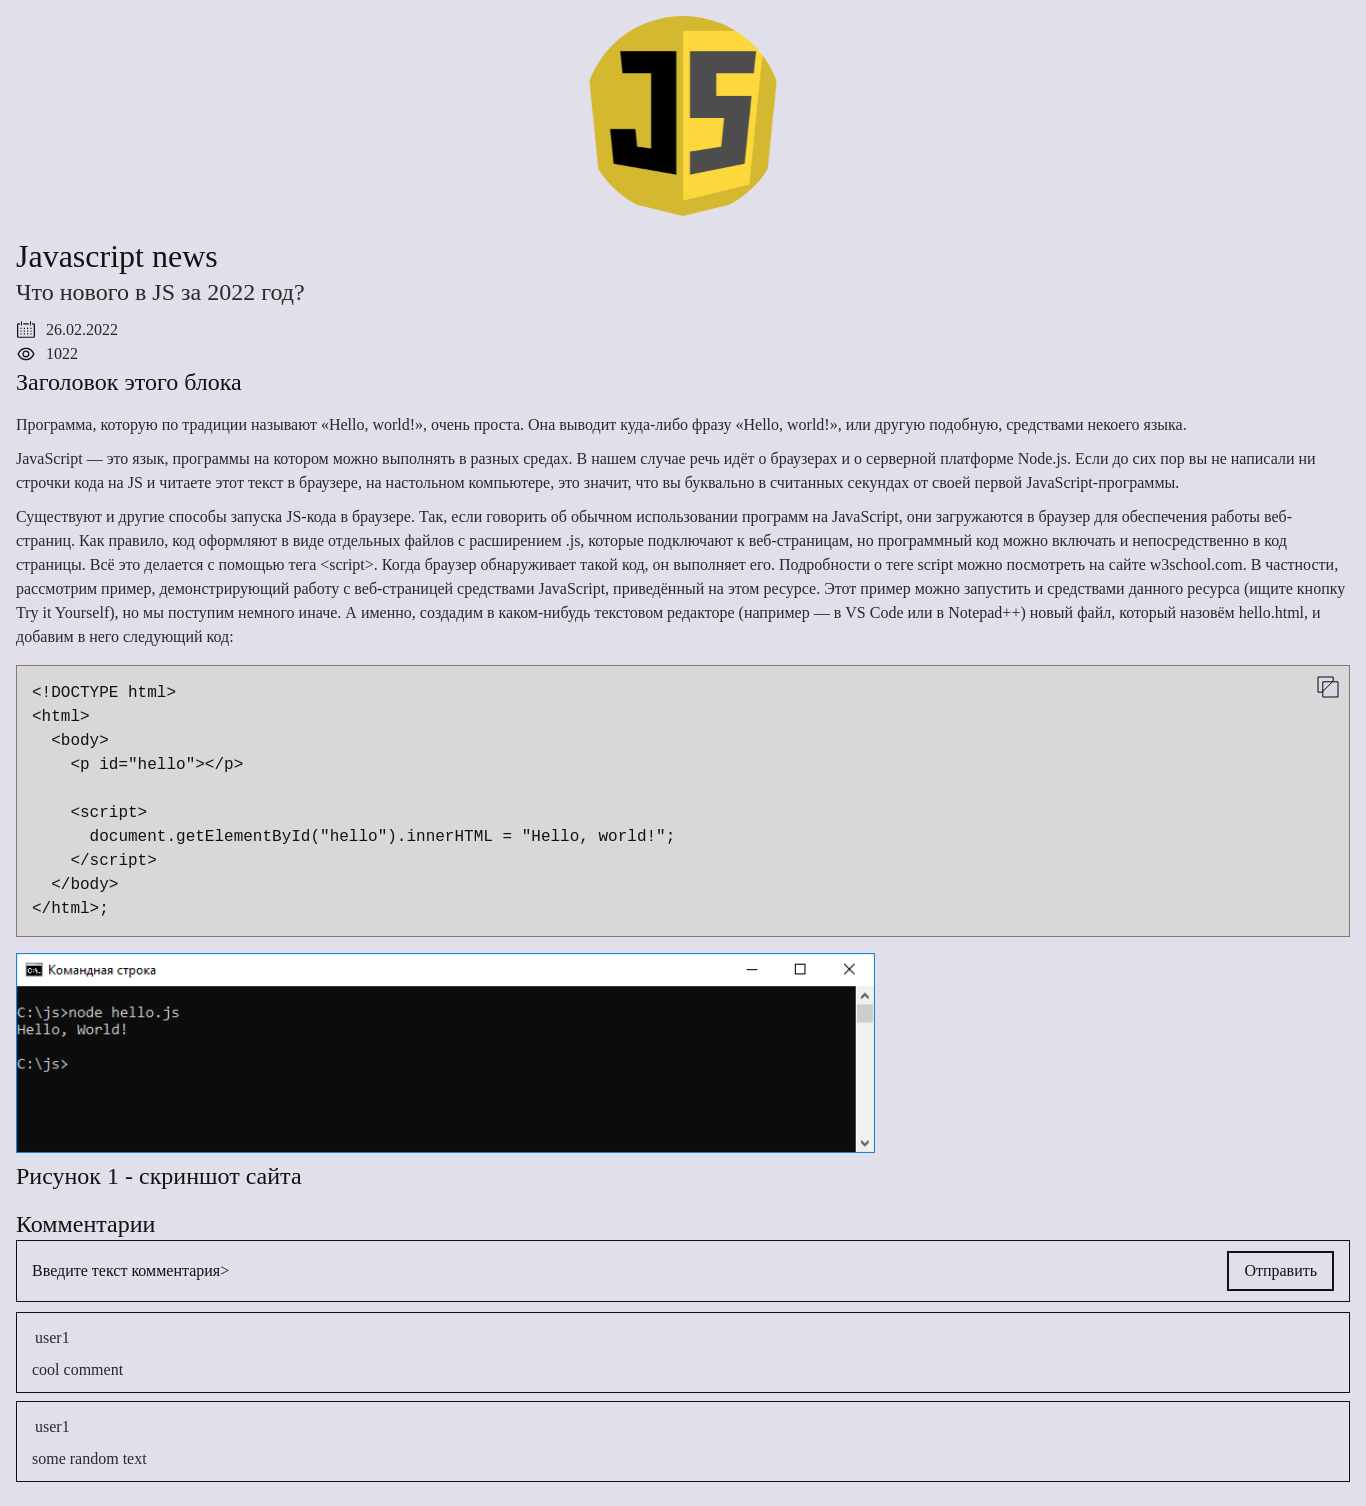 JS
Javascript news
Что нового в JS за 2022 год?
26.02.2022
1022
Заголовок этого блока
Программа, которую по традиции называют «Hello, world!», очень проста. Она выводит куда-либо фразу «Hello, world!», или другую подобную, средствами некоего языка.
JavaScript — это язык, программы на котором можно выполнять в разных средах. В нашем случае речь идёт о браузерах и о серверной платформе Node.js. Если до сих пор вы не написали ни
строчки кода на JS и читаете этот текст в браузере, на настольном компьютере, это значит, что вы буквально в считанных секундах от своей первой JavaScript-программы.
Существуют и другие способы запуска JS-кода в браузере. Так, если говорить об обычном использовании программ на JavaScript, они загружаются в браузер для обеспечения работы веб-
страниц. Как правило, код оформляют в виде отдельных файлов с расширением .js, которые подключают к веб-страницам, но программный код можно включать и непосредственно в код
страницы. Всё это делается с помощью тега <script>. Когда браузер обнаруживает такой код, он выполняет его. Подробности о теге script можно посмотреть на сайте w3school.com. В частности,
рассмотрим пример, демонстрирующий работу с веб-страницей средствами JavaScript, приведённый на этом ресурсе. Этот пример можно запустить и средствами данного ресурса (ищите кнопку
Try it Yourself), но мы поступим немного иначе. А именно, создадим в каком-нибудь текстовом редакторе (например — в VS Code или в Notepad++) новый файл, который назовём hello.html, и
добавим в него следующий код:
<!DOCTYPE html>
<html>
  <body>
    <p id="hello"></p>
    <script>
      document.getElementById("hello").innerHTML = "Hello, world!";
    </script>
  </body>
</html>;
Командная строка
C:\js>node hello.js
Hello, World!
C:\js>
Рисунок 1 - скриншот сайта
Комментарии
Введите текст комментария>
Отправить
user1
cool comment
user1
some random text